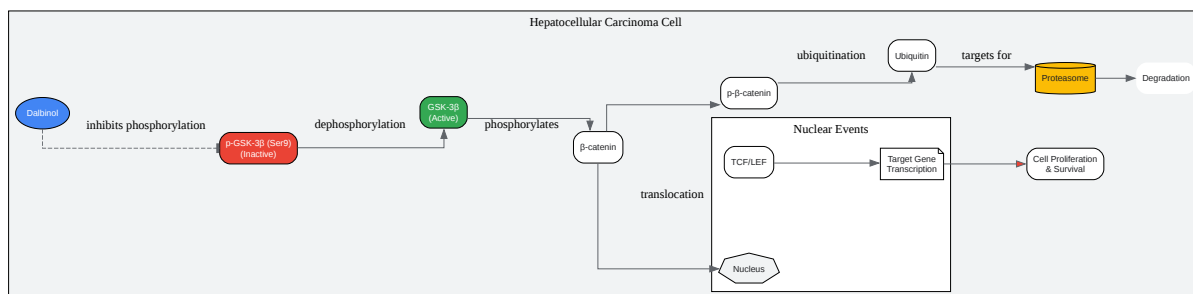 Hepatocellular Carcinoma Cell
Dalbinol
inhibits phosphorylation
p-GSK-3β (Ser9)
(Inactive)
dephosphorylation
GSK-3β
(Active)
phosphorylates
β-catenin
p-β-catenin
ubiquitination
Ubiquitin
targets for
Proteasome
Degradation
translocation
Nuclear Events
TCF/LEF
Target Gene
Transcription
Cell Proliferation
& Survival
Nucleus